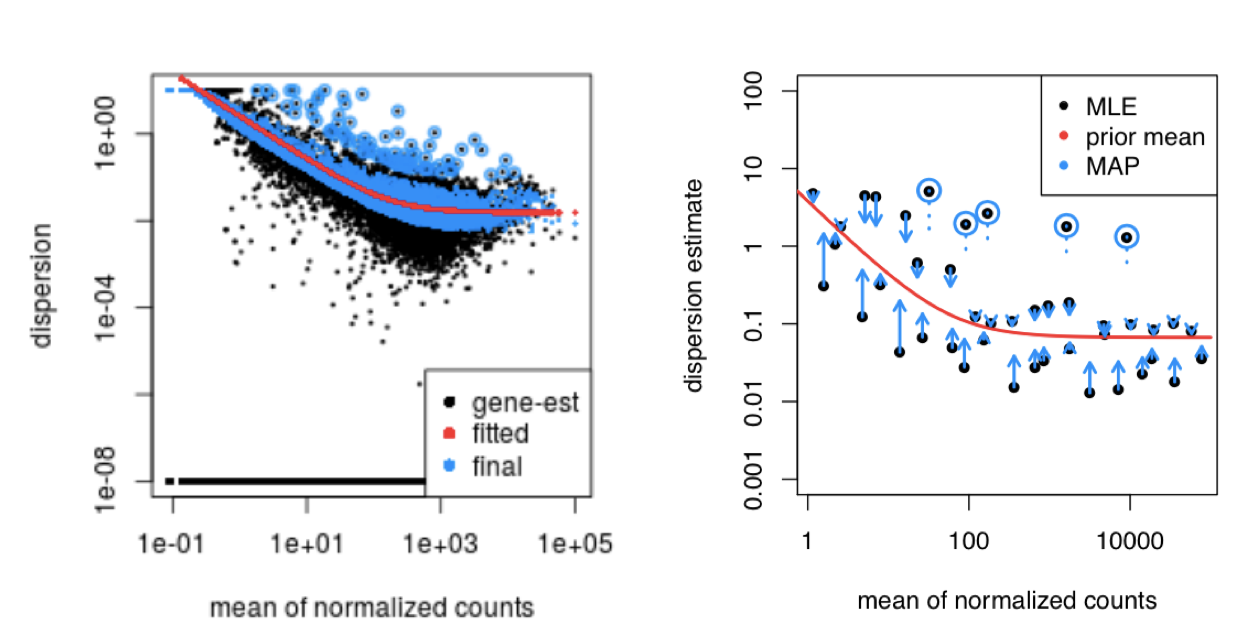 dispersion
1e+00
1e-04
1e-08
gene-est
fitted
final
1e-01 1e+01 1e+03 1e+05
mean of normalized counts
dispersion estimate
100
10
1
0.1
0.01
0.001
MLE
prior mean
MAP
1 100 10000
mean of normalized counts